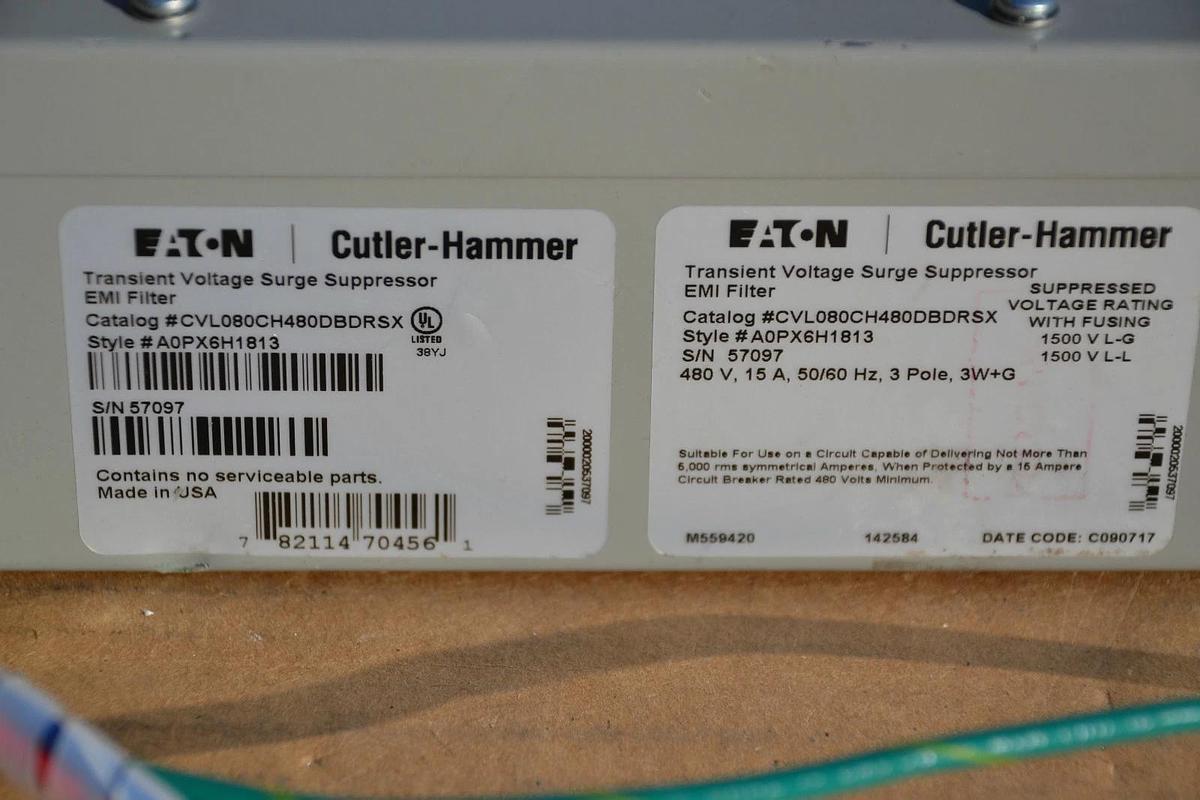 EATON | Cutler-Hammer
Transient Voltage Surge Suppressor
EMI Filter
Catalog #CVL080CH480DBDRSX
UL
LISTED
38YJ
Style # A0PX6H1813
S/N 57097
Contains no serviceable parts.
Made in USA
7 82114 70456 1
2000020637097
EATON | Cutler-Hammer
Transient Voltage Surge Suppressor
EMI Filter
Catalog #CVL080CH480DBDRSX
Style # A0PX6H1813
S/N 57097
480 V, 15 A, 50/60 Hz, 3 Pole, 3W+G
SUPPRESSED
VOLTAGE RATING
WITH FUSING
1500 V L-G
1500 V L-L
Suitable For Use on a Circuit Capable of Delivering Not More Than
5,000 rms symmetrical Amperes, When Protected by a 15 Ampere
Circuit Breaker Rated 480 Volts Minimum.
2000020637097
M559420 142584 DATE CODE: C090717